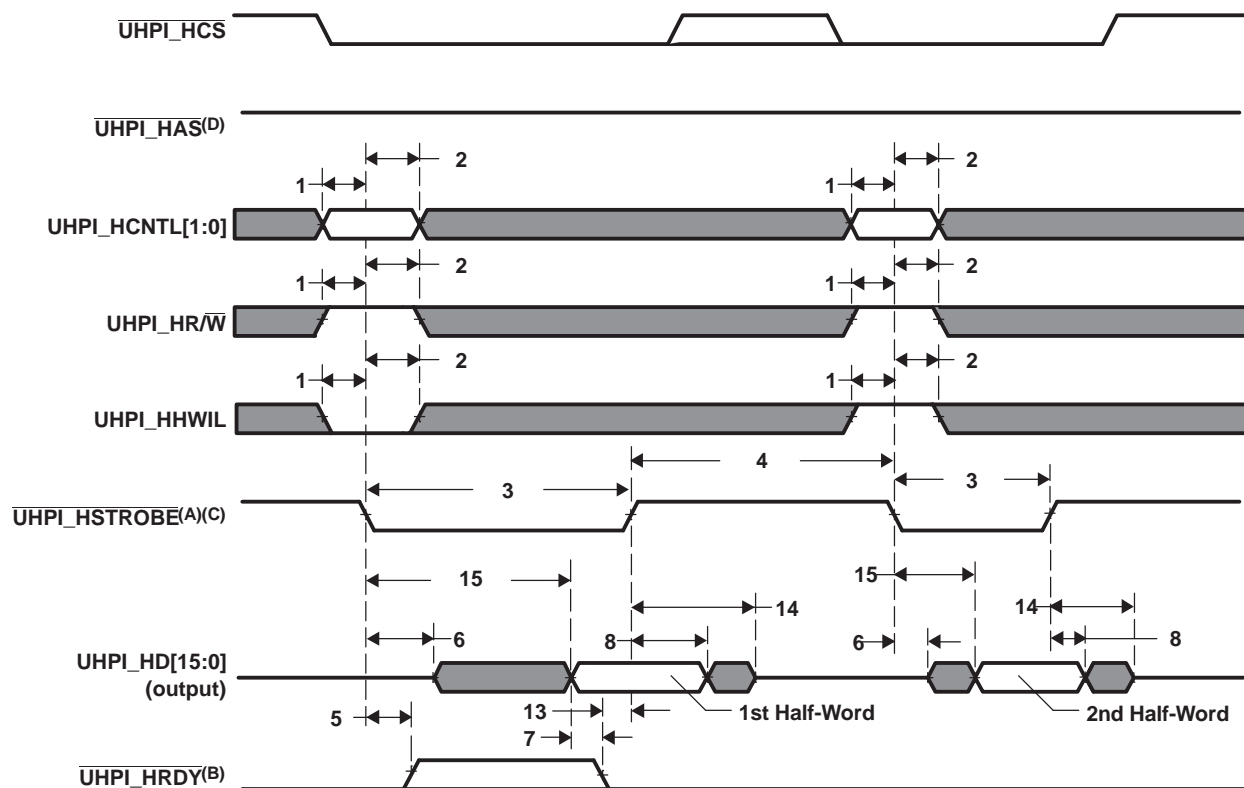 UHPI_HCS
UHPI_HAS(D)
2
2
1
1
UHPI_HCNTL[1:0]
2
2
1
1
UHPI_HR/W
2
2
1
1
UHPI_HHWIL
4
3
3
UHPI_HSTROBE(A)(C)
15
15
14
14
6
8
6
8
UHPI_HD[15:0]
(output)
13
1st Half-Word
2nd Half-Word
5
7
UHPI_HRDY(B)